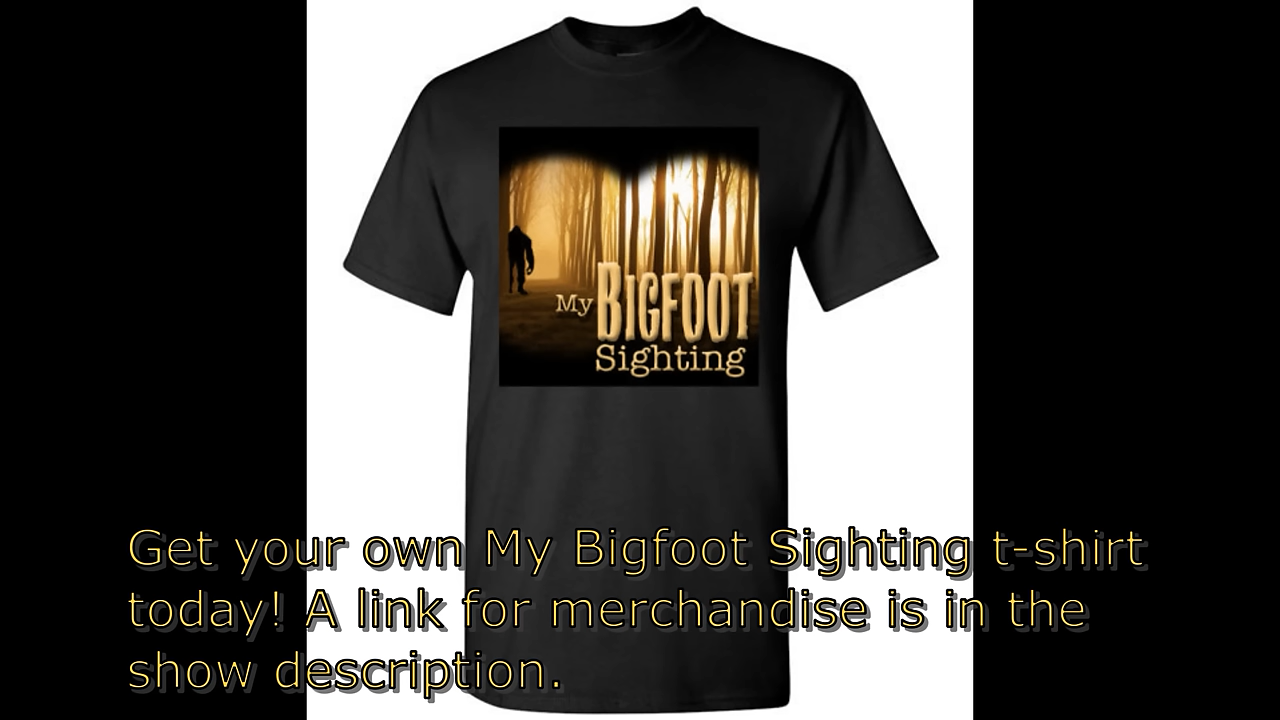 My BIGFOOT
Sighting
Get your own My Bigfoot Sighting t-shirt
today! A link for merchandise is in the
show description.